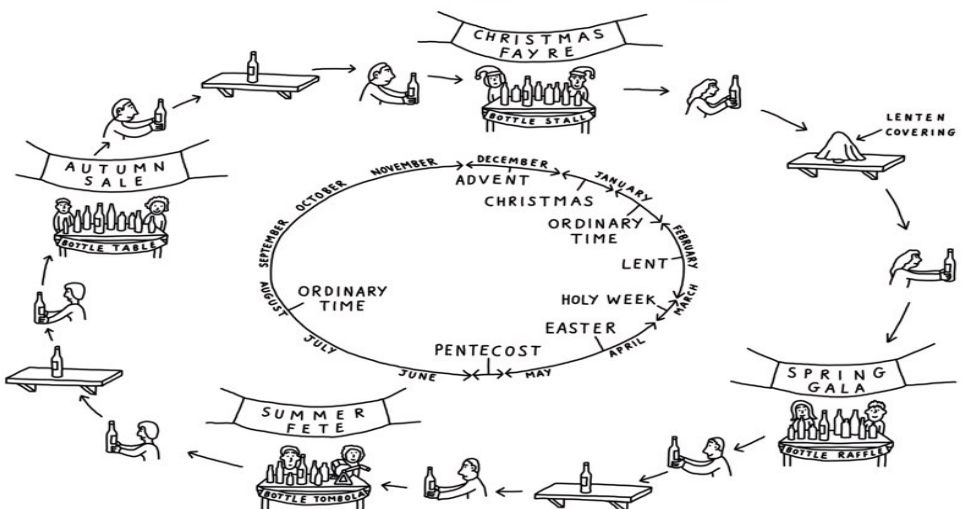 CHRISTMAS
FAYRE
BOTTLE STALL
LENTEN
COVERING
AUTUMN
SALE
BOTTLE TABLE
NOVEMBER
DECEMBER
ADVENT
JANUARY
CHRISTMAS
OCTOBER
ORDINARY
TIME
SEPTEMBER
FEBRUARY
LENT
AUGUST
ORDINARY
TIME
HOLY WEEK
MARCH
EASTER
JULY
APRIL
PENTECOST
JUNE
MAY
SPRING
GALA
BOTTLE RAFFLE
SUMMER
FETE
BOTTLE TOMBOLA